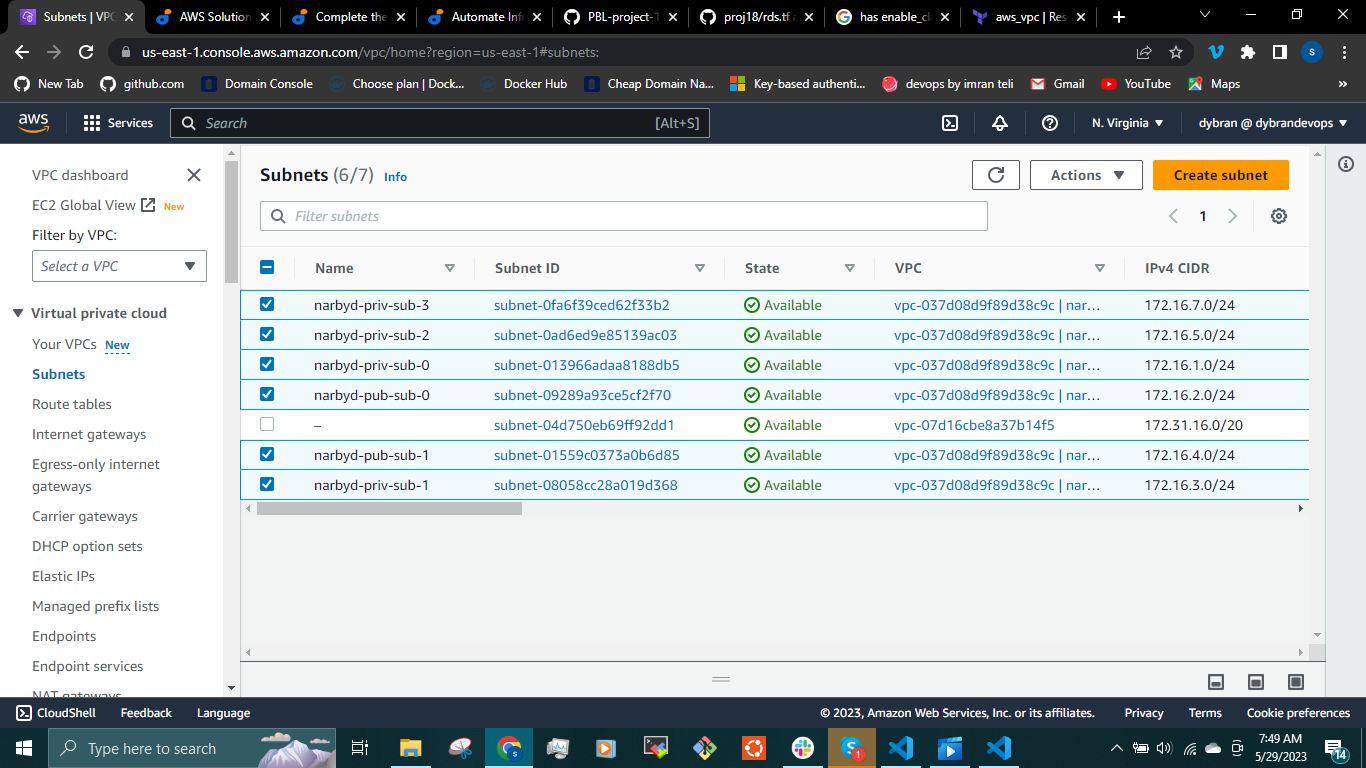 Subnets | VPC
AWS Solution
Complete the
Automate Infr
PBL-project-1
proj18/rds.tf a
has enable_cl
aws_vpc | Res
us-east-1.console.aws.amazon.com/vpc/home?region=us-east-1#subnets:
S
New Tab
github.com
Domain Console
Choose plan | Dock...
Docker Hub
Cheap Domain Na...
Key-based authenti...
devops by imran teli
Gmail
YouTube
Maps
»
aws
Services
Search
[Alt+S]
N. Virginia
dybran @ dybrandevops
VPC dashboard
EC2 Global View
New
Filter by VPC:
Select a VPC
Virtual private cloud
Your VPCs
New
Subnets
Route tables
Internet gateways
Egress-only internet
gateways
Carrier gateways
DHCP option sets
Elastic IPs
Managed prefix lists
Endpoints
Endpoint services
NAT gateways
Subnets (6/7)
Info
Actions
Create subnet
Filter subnets
1
Name
Subnet ID
State
VPC
IPv4 CIDR
narbyd-priv-sub-3
subnet-0fa6f39ced62f33b2
Available
vpc-037d08d9f89d38c9c | nar...
172.16.7.0/24
narbyd-priv-sub-2
subnet-0ad6ed9e85139ac03
Available
vpc-037d08d9f89d38c9c | nar...
172.16.5.0/24
narbyd-priv-sub-0
subnet-013966adaa8188db5
Available
vpc-037d08d9f89d38c9c | nar...
172.16.1.0/24
narbyd-pub-sub-0
subnet-09289a93ce5cf2f70
Available
vpc-037d08d9f89d38c9c | nar...
172.16.2.0/24
–
subnet-04d750eb69ff92dd1
Available
vpc-07d16cbe8a37b14f5
172.31.16.0/20
narbyd-pub-sub-1
subnet-01559c0373a0b6d85
Available
vpc-037d08d9f89d38c9c | nar...
172.16.4.0/24
narbyd-priv-sub-1
subnet-08058cc28a019d368
Available
vpc-037d08d9f89d38c9c | nar...
172.16.3.0/24
CloudShell
Feedback
Language
© 2023, Amazon Web Services, Inc. or its affiliates.
Privacy
Terms
Cookie preferences
Type here to search
1
7:49 AM
5/29/2023
14